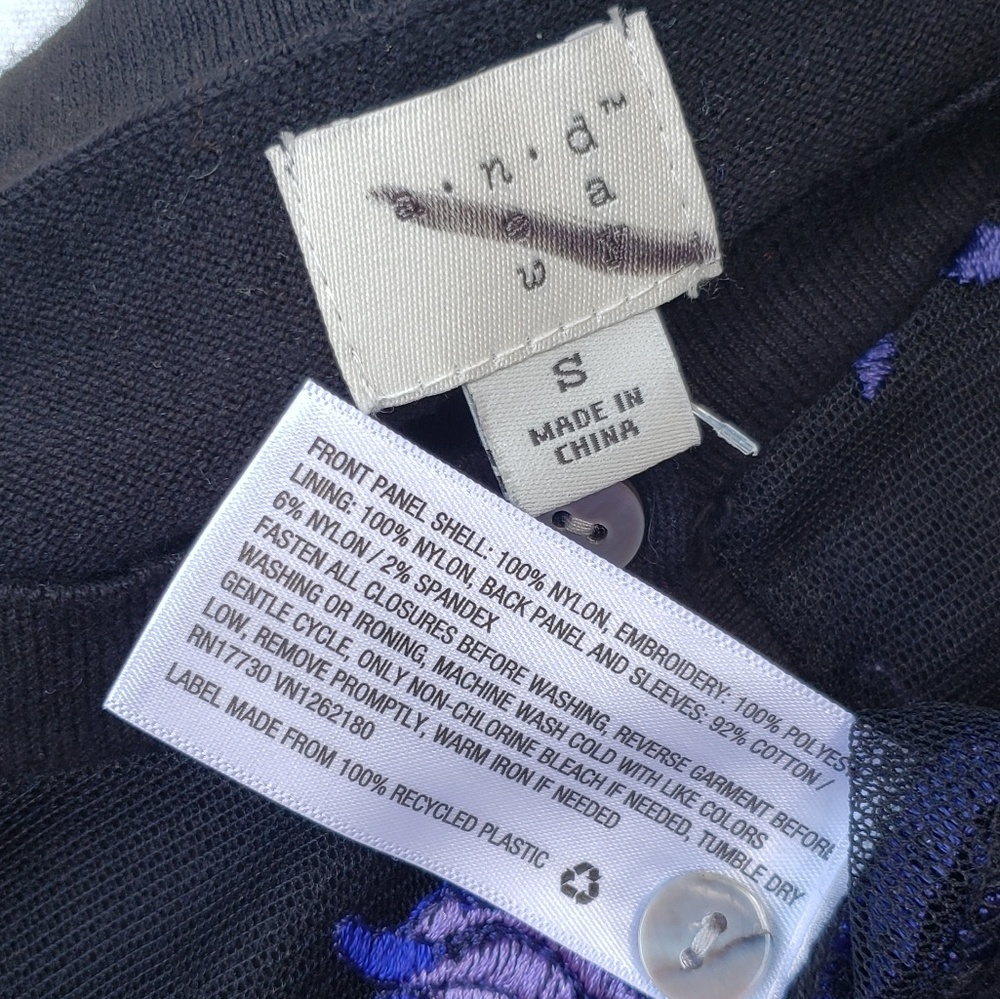 a·n·d™
a
e y
w
S
MADE IN
CHINA
FRONT PANEL SHELL: 100% NYLON, EMBROIDERY: 100% POLYES
LINING: 100% NYLON, BACK PANEL AND SLEEVES: 92% COTTON /
6% NYLON / 2% SPANDEX
FASTEN ALL CLOSURES BEFORE WASHING, REVERSE GARMENT BEFORE
WASHING OR IRONING, MACHINE WASH COLD WITH LIKE COLORS
GENTLE CYCLE, ONLY NON-CHLORINE BLEACH IF NEEDED, TUMBLE DRY
LOW, REMOVE PROMPTLY, WARM IRON IF NEEDED
RN17730 VN1262180
LABEL MADE FROM 100% RECYCLED PLASTIC